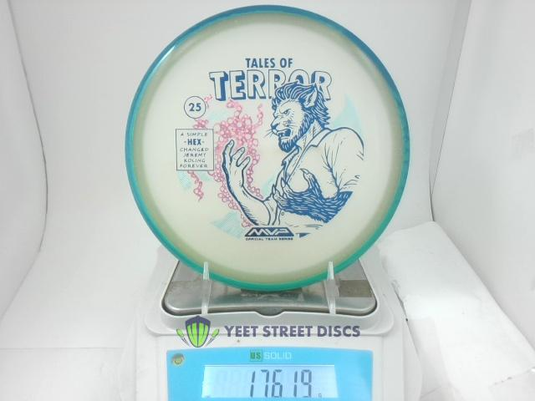 TALES OF
TERROR
25
A SIMPLE
-HEX-
CHANGED
JEREMY
KOLING
FOREVER
MVP
SPECIAL TEAM SERIES
YEET STREET DISCS
US SOLID
176.19